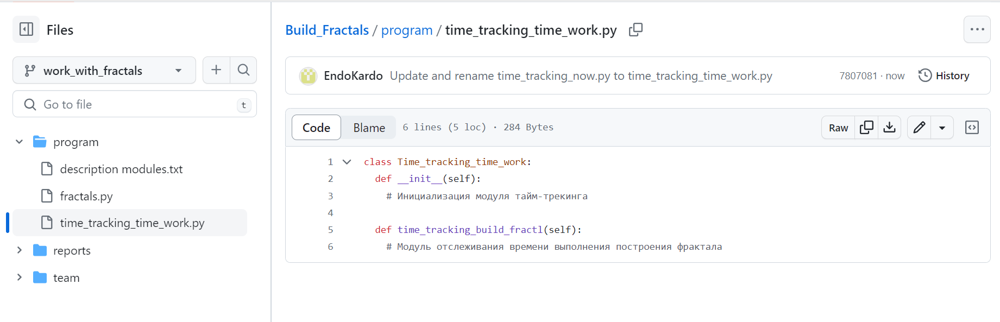 Files
work_with_fractals
Go to file
t
program
description modules.txt
fractals.py
time_tracking_time_work.py
reports
team
Build_Fractals / program / time_tracking_time_work.py
EndoKardo Update and rename time_tracking_now.py to time_tracking_time_work.py 7807081 · now History
Code Blame 6 lines (5 loc) · 284 Bytes Raw
1 class Time_tracking_time_work:
2 def __init__(self):
3 # Инициализация модуля тайм-трекинга
4
5 def time_tracking_build_fractl(self):
6 # Модуль отслеживания времени выполнения построения фрактала